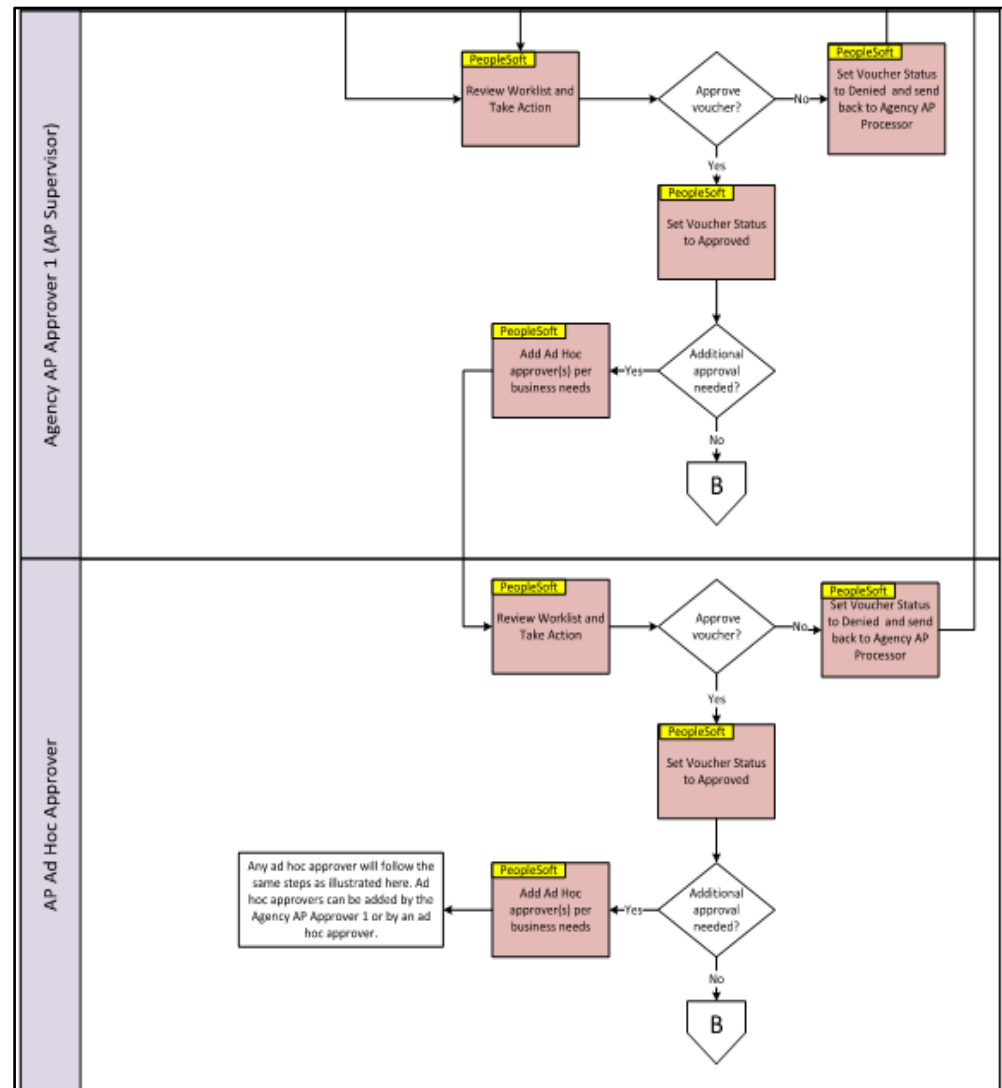 Agency AP Approver 1 (AP Supervisor)
PeopleSoft
Review Worklist and
Take Action
Approve
voucher?
No
PeopleSoft
Set Voucher Status
to Denied and send
back to Agency AP
Processor
Yes
PeopleSoft
Set Voucher Status
to Approved
Additional
approval
needed?
Yes
PeopleSoft
Add Ad Hoc
approver(s) per
business needs
No
B
AP Ad Hoc Approver
PeopleSoft
Review Worklist and
Take Action
Approve
voucher?
No
PeopleSoft
Set Voucher Status
to Denied and send
back to Agency AP
Processor
Yes
PeopleSoft
Set Voucher Status
to Approved
Additional
approval
needed?
Yes
PeopleSoft
Add Ad Hoc
approver(s) per
business needs
Any ad hoc approver will follow the
same steps as illustrated here. Ad
hoc approvers can be added by the
Agency AP Approver 1 or by an ad
hoc approver.
No
B